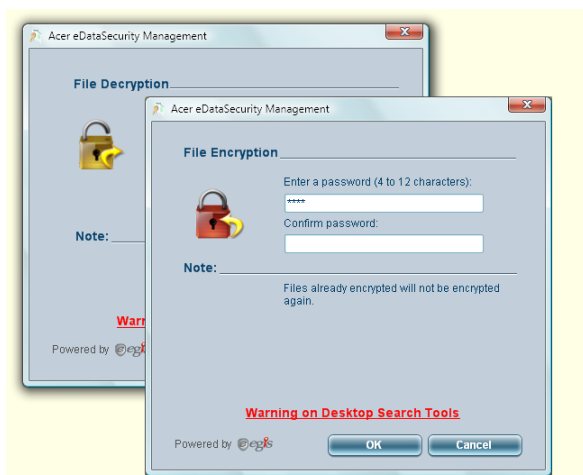 Acer eDataSecurity Management
File Decryption
Note:
Powered by egis
Acer eDataSecurity Management
File Encryption
Enter a password (4 to 12 characters):
****
Confirm password:
Note:
Files already encrypted will not be encrypted
again.
Warning on Desktop Search Tools
Powered by egis
OK
Cancel